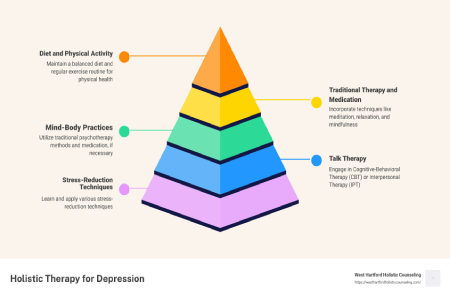 Diet and Physical Activity
Maintain a balanced diet and
regular exercise routine for
physical health
Traditional Therapy and
Medication
Incorporate techniques like
meditation, relaxation, and
mindfulness
Mind-Body Practices
Utilize traditional psychotherapy
methods and medication, if
necessary
Talk Therapy
Engage in Cognitive-Behavioral
Therapy (CBT) or Interpersonal
Therapy (IPT)
Stress-Reduction
Techniques
Learn and apply various stress-
reduction techniques
Holistic Therapy for Depression
West Hartford Holistic Counseling
https://westhartfordholisticcounseling.com/